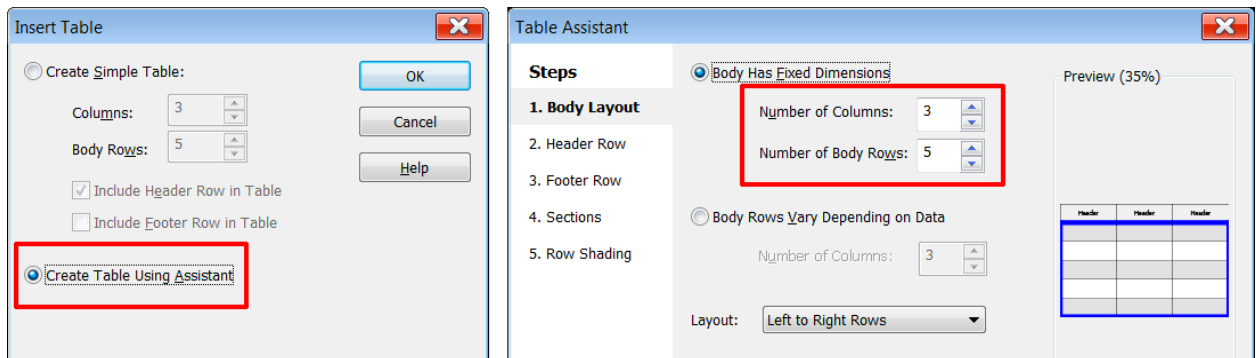 Insert Table
Create Simple Table:
OK
Columns: 3
Cancel
Body Rows: 5
Help
Include Header Row in Table
Include Footer Row in Table
Create Table Using Assistant
Table Assistant
Steps
1. Body Layout
2. Header Row
3. Footer Row
4. Sections
5. Row Shading
Body Has Fixed Dimensions
Number of Columns: 3
Number of Body Rows: 5
Body Rows Vary Depending on Data
Number of Columns: 3
Layout: Left to Right Rows
Preview (35%)
Header Header Header